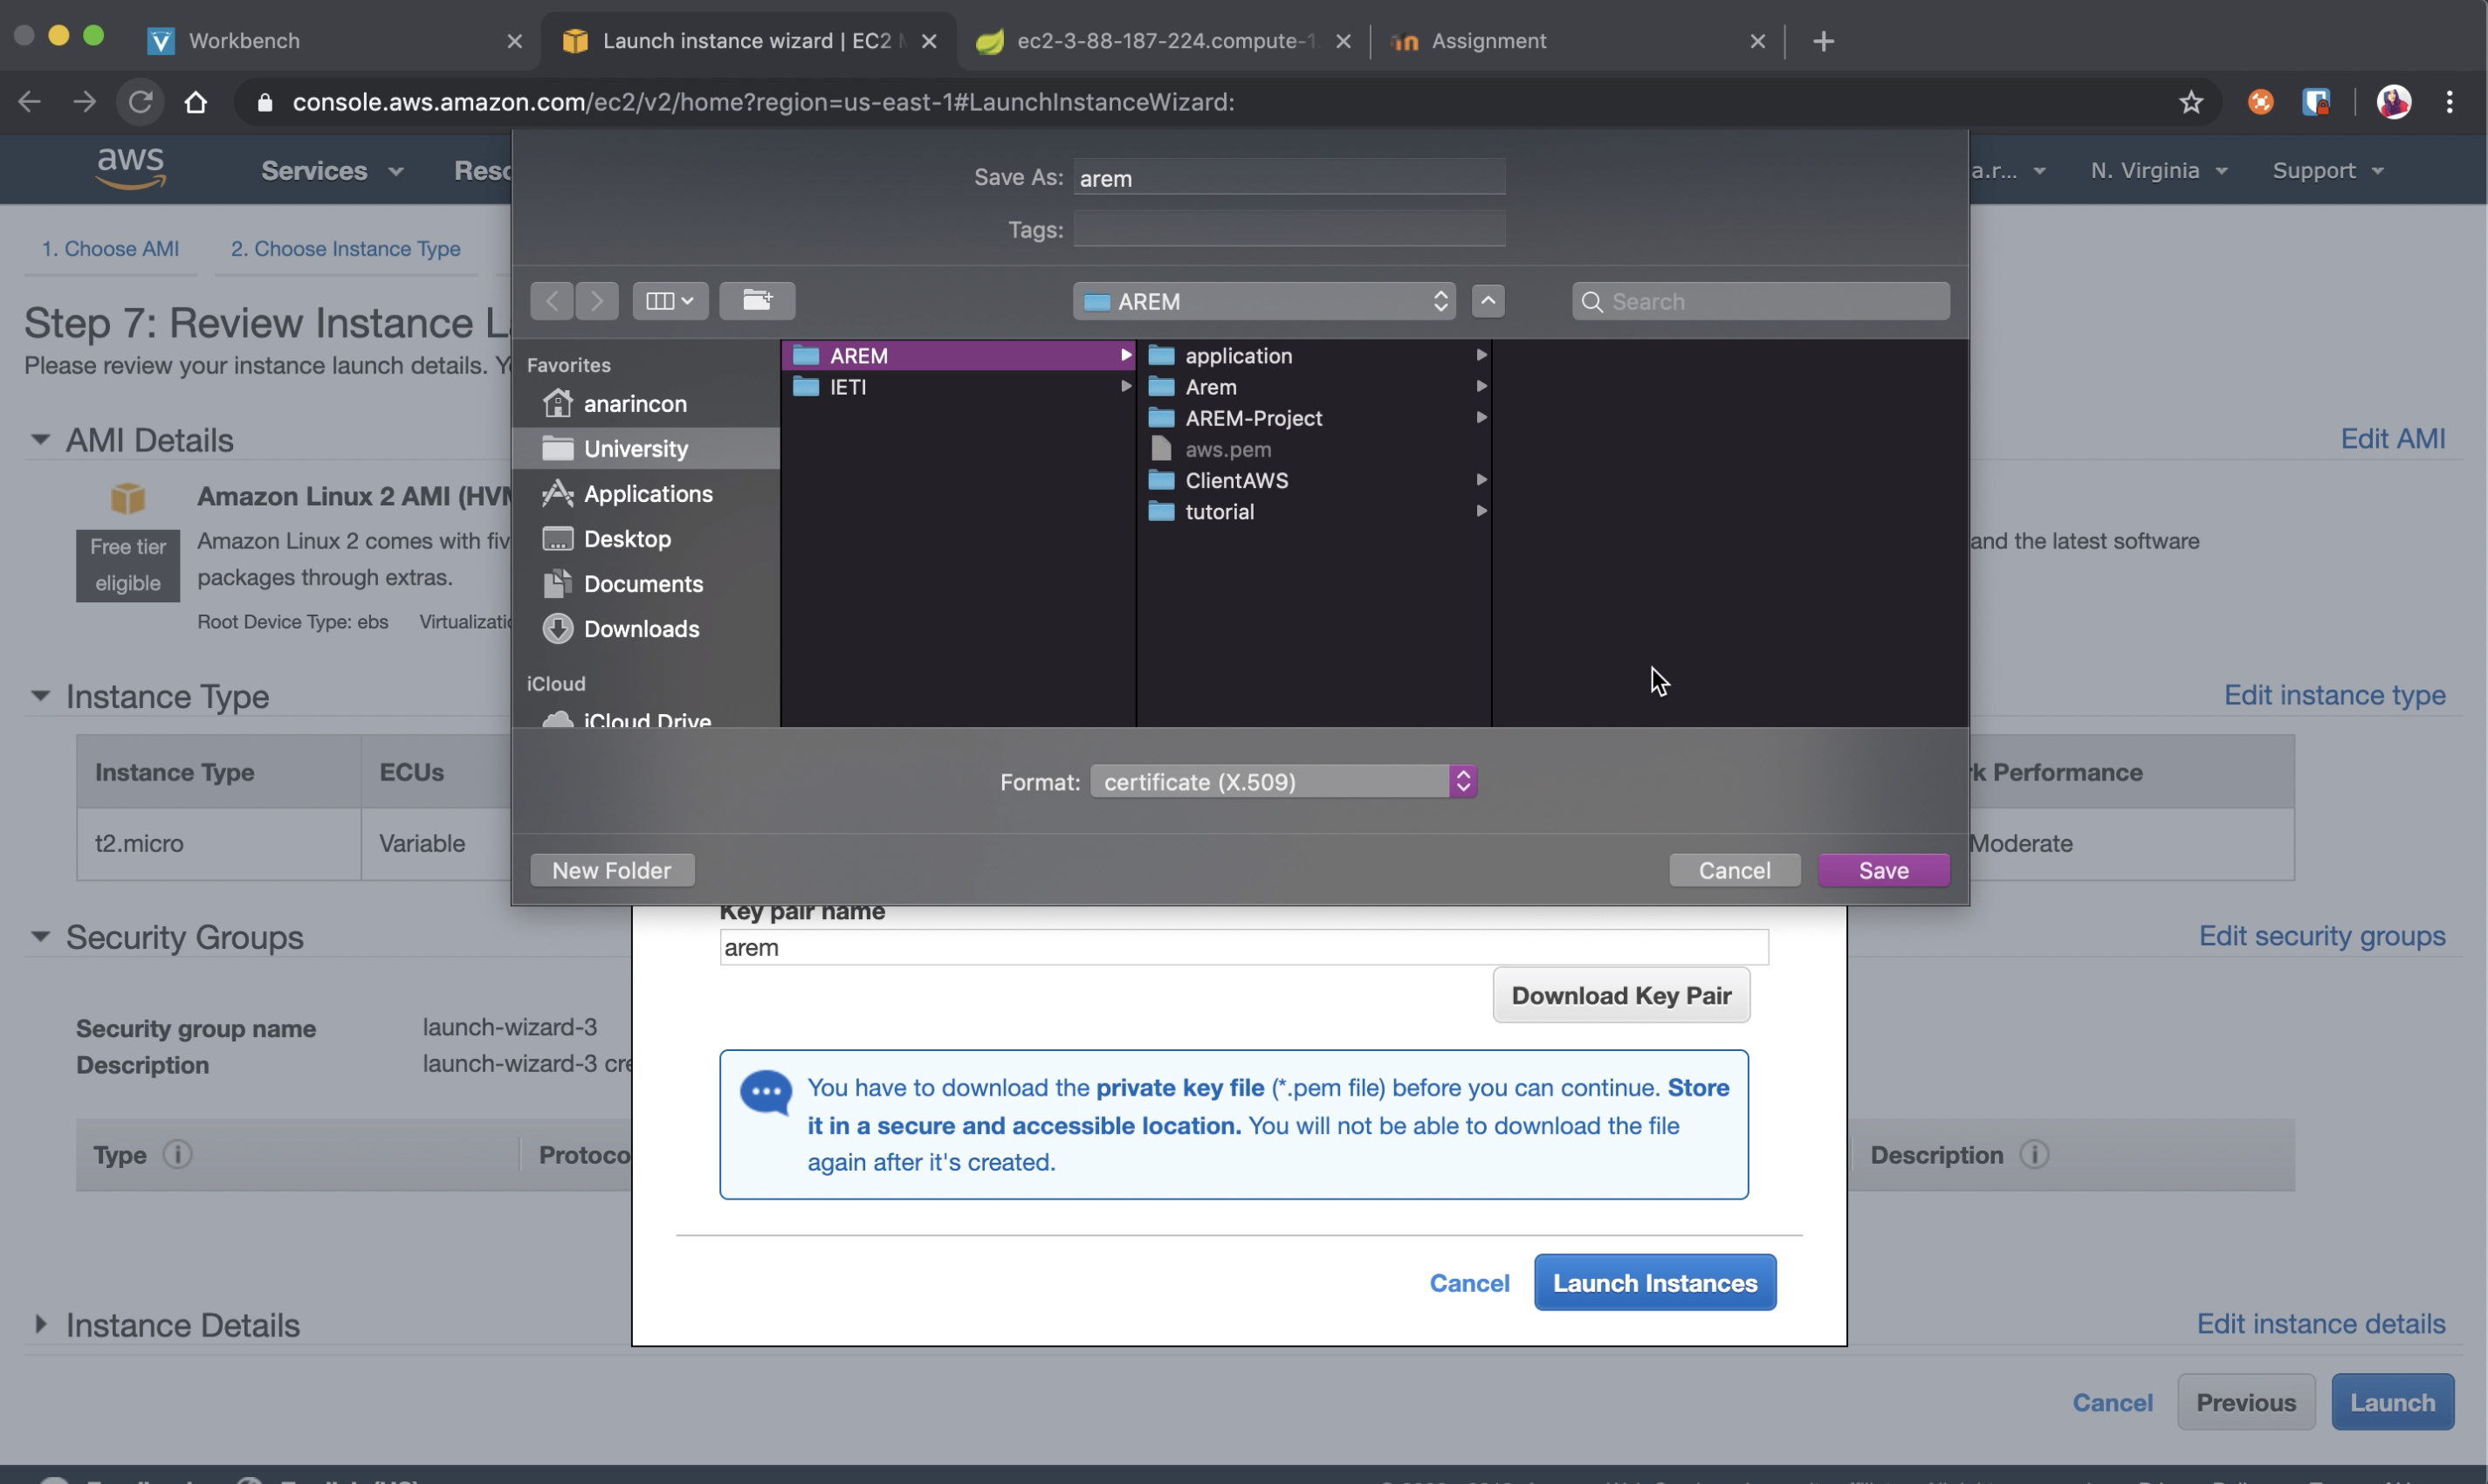 Workbench
Launch instance wizard | EC2
ec2-3-88-187-224.compute-1
Assignment
console.aws.amazon.com/ec2/v2/home?region=us-east-1#LaunchInstanceWizard:
aws
Services
Reso
a.r...
N. Virginia
Support
Save As: arem
Tags:
1. Choose AMI
2. Choose Instance Type
AREM
Search
Step 7: Review Instance L
Please review your instance launch details. Y
Favorites
anarincon
University
Applications
Desktop
Documents
Downloads
iCloud
iCloud Drive
AREM
IETI
application
Arem
AREM-Project
aws.pem
ClientAWS
tutorial
AMI Details
Edit AMI
Amazon Linux 2 AMI (HVM
Free tier
eligible
Amazon Linux 2 comes with fiv
and the latest software
packages through extras.
Root Device Type: ebs
Virtualizatio
Instance Type
Edit instance type
Instance Type
ECUs
k Performance
t2.micro
Variable
Moderate
Format: certificate (X.509)
New Folder
Cancel
Save
Key pair name
arem
Download Key Pair
You have to download the private key file (*.pem file) before you can continue. Store
it in a secure and accessible location. You will not be able to download the file
again after it's created.
Cancel
Launch Instances
Security Groups
Edit security groups
Security group name
launch-wizard-3
Description
launch-wizard-3 cre
Type
Protoco
Description
Instance Details
Edit instance details
Cancel
Previous
Launch